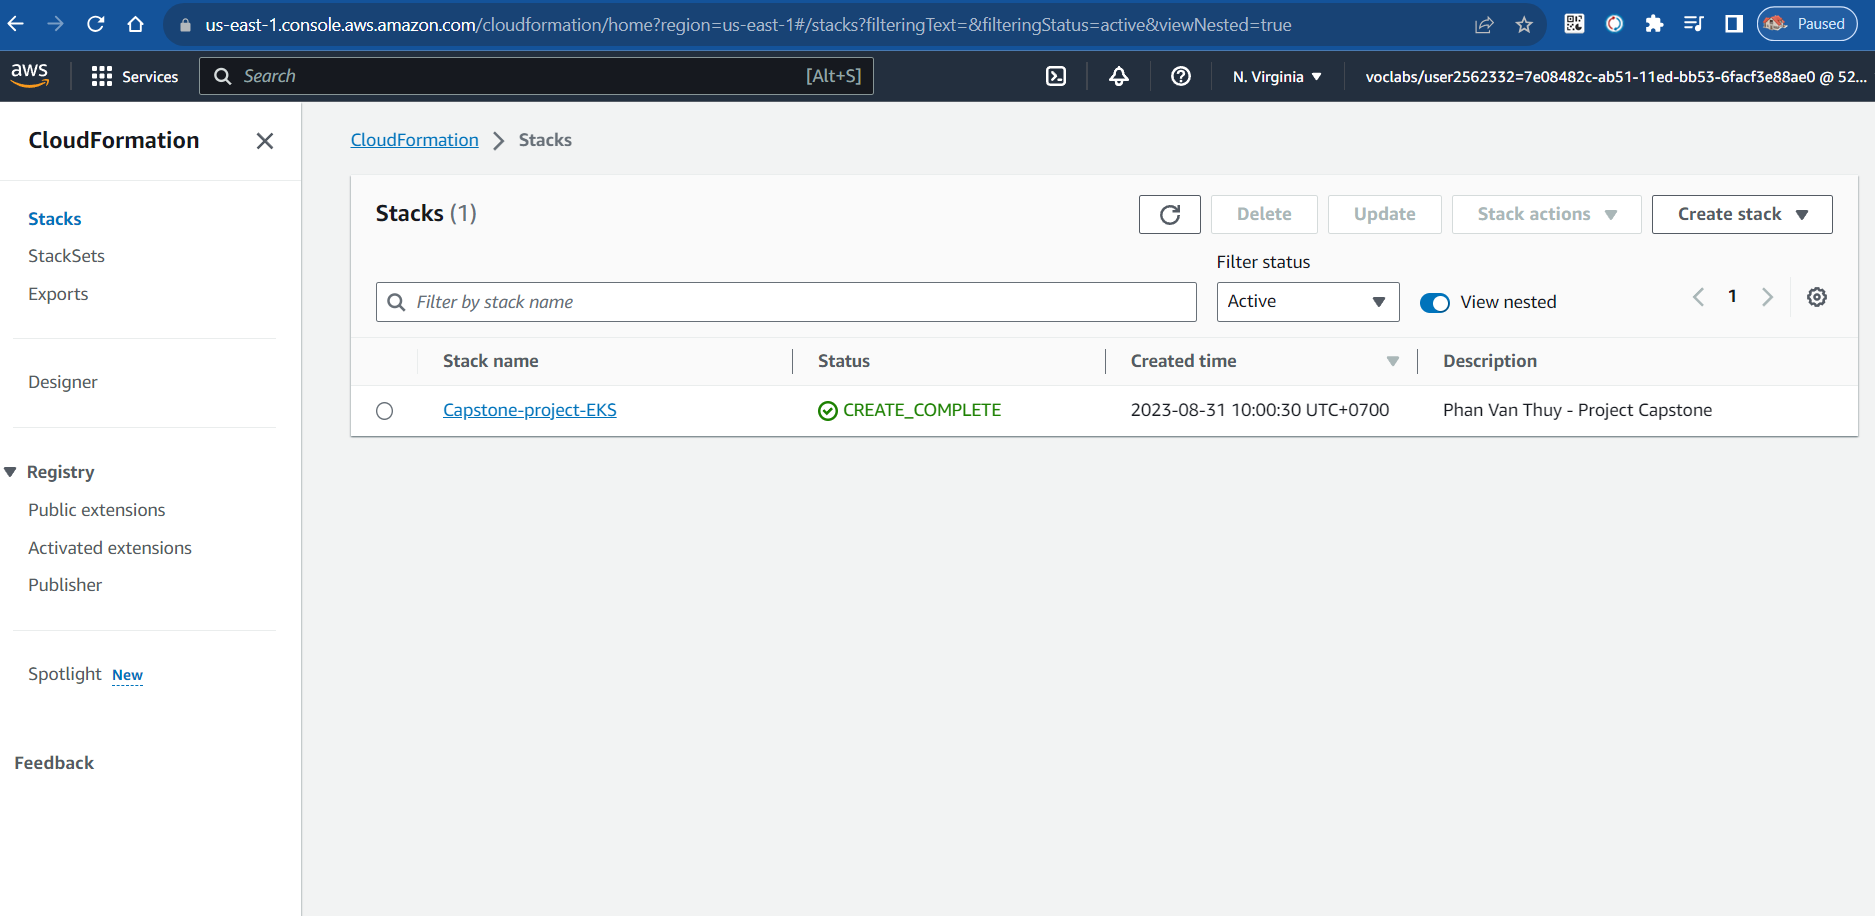 us-east-1.console.aws.amazon.com/cloudformation/home?region=us-east-1#/stacks?filteringText=&filteringStatus=active&viewNested=true
Paused
aws
Services
Search
[Alt+S]
N. Virginia
voclabs/user2562332=7e08482c-ab51-11ed-bb53-6facf3e88ae0 @ 52...
CloudFormation
Stacks
StackSets
Exports
Designer
Registry
Public extensions
Activated extensions
Publisher
Spotlight New
Feedback
CloudFormation > Stacks
Stacks (1)
Delete
Update
Stack actions
Create stack
Filter by stack name
Filter status
Active
View nested
1
Stack name Status Created time Description
Capstone-project-EKS CREATE_COMPLETE 2023-08-31 10:00:30 UTC+0700 Phan Van Thuy - Project Capstone